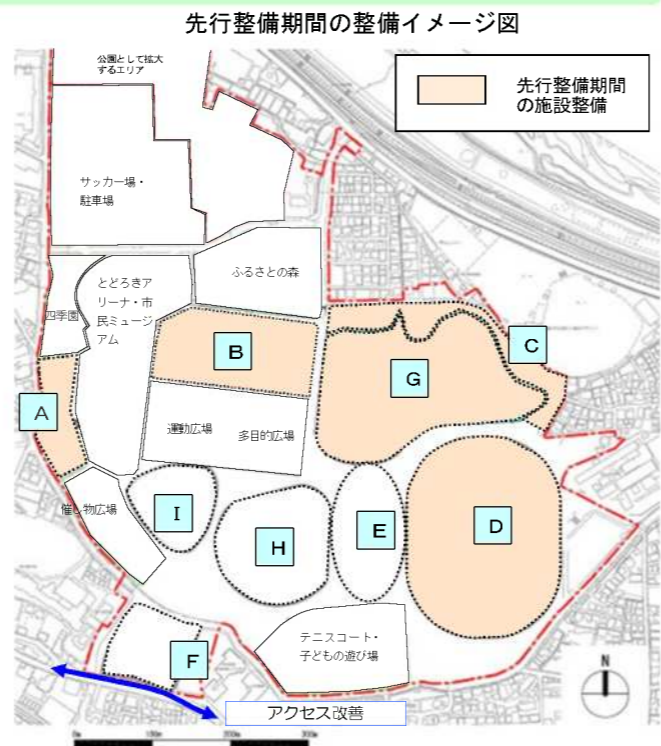 先行整備期間の整備イメージ図
公園として拡大
するエリア
先行整備期間
の施設整備
サッカー場・
駐車場
ふるさとの森
とどろきア
リーナ・市
民ミュージ
アム
四季園
B
C
G
A
運動広場
多目的広場
催し物広場
I
H
E
D
テニスコート・
子どもの遊び場
F
N
アクセス改善
0m 100m 200m 300m